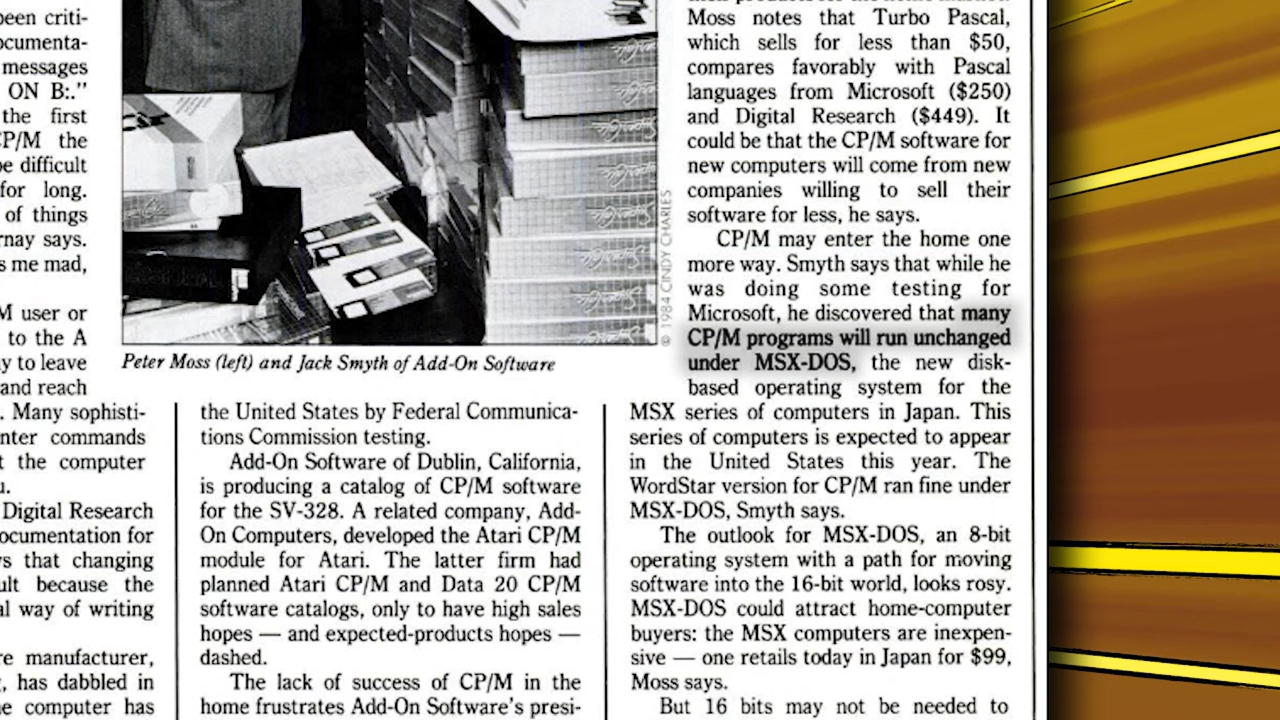 been criti-
ocumenta-
messages
ON B:."
the first
CP/M the
be difficult
for long.
of things
rnay says.
s me mad,
M user or
to the A
y to leave
and reach
. Many sophisti-
nter commands
t the computer
u.
Digital Research
ocumentation for
s that changing
ult because the
al way of writing
re manufacturer,
, has dabbled in
e computer has
© 1984 CINDY CHARLES
Peter Moss (left) and Jack Smyth of Add-On Software
the United States by Federal Communica-
tions Commission testing.
Add-On Software of Dublin, California,
is producing a catalog of CP/M software
for the SV-328. A related company, Add-
On Computers, developed the Atari CP/M
module for Atari. The latter firm had
planned Atari CP/M and Data 20 CP/M
software catalogs, only to have high sales
hopes — and expected-products hopes —
dashed.
The lack of success of CP/M in the
home frustrates Add-On Software's presi-
Moss notes that Turbo Pascal,
which sells for less than $50,
compares favorably with Pascal
languages from Microsoft ($250)
and Digital Research ($449). It
could be that the CP/M software for
new computers will come from new
companies willing to sell their
software for less, he says.
CP/M may enter the home one
more way. Smyth says that while he
was doing some testing for
Microsoft, he discovered that many
CP/M programs will run unchanged
under MSX-DOS, the new disk-
based operating system for the
MSX series of computers in Japan. This
series of computers is expected to appear
in the United States this year. The
WordStar version for CP/M ran fine under
MSX-DOS, Smyth says.
The outlook for MSX-DOS, an 8-bit
operating system with a path for moving
software into the 16-bit world, looks rosy.
MSX-DOS could attract home-computer
buyers: the MSX computers are inexpen-
sive — one retails today in Japan for $99,
Moss says.
But 16 bits may not be needed to